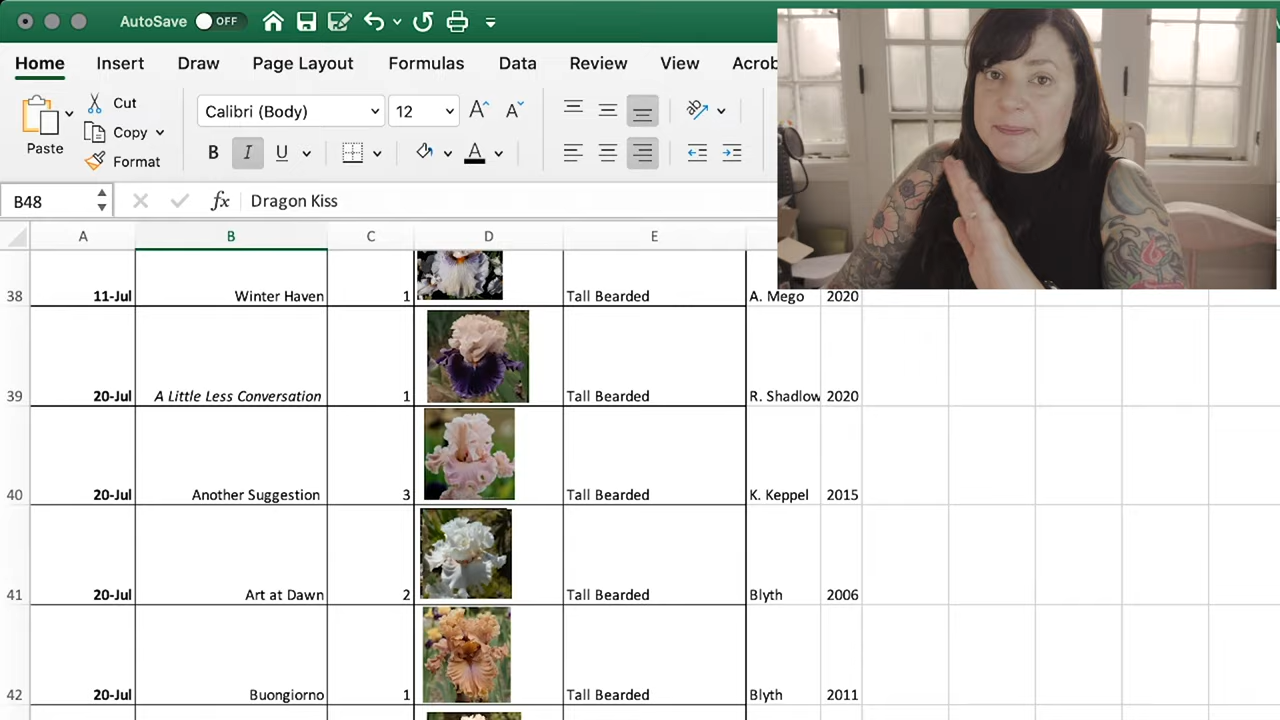 AutoSave OFF
Home Insert Draw Page Layout Formulas Data Review View Acrob
Paste
Cut
Copy
Format
Calibri (Body) 12 A A
B I U A
B48 fx Dragon Kiss
A B C D E
38 11-Jul Winter Haven 1 Tall Bearded A. Mego 2020
39 20-Jul A Little Less Conversation 1 Tall Bearded R. Shadlow 2020
40 20-Jul Another Suggestion 3 Tall Bearded K. Keppel 2015
41 20-Jul Art at Dawn 2 Tall Bearded Blyth 2006
42 20-Jul Buongiorno 1 Tall Bearded Blyth 2011